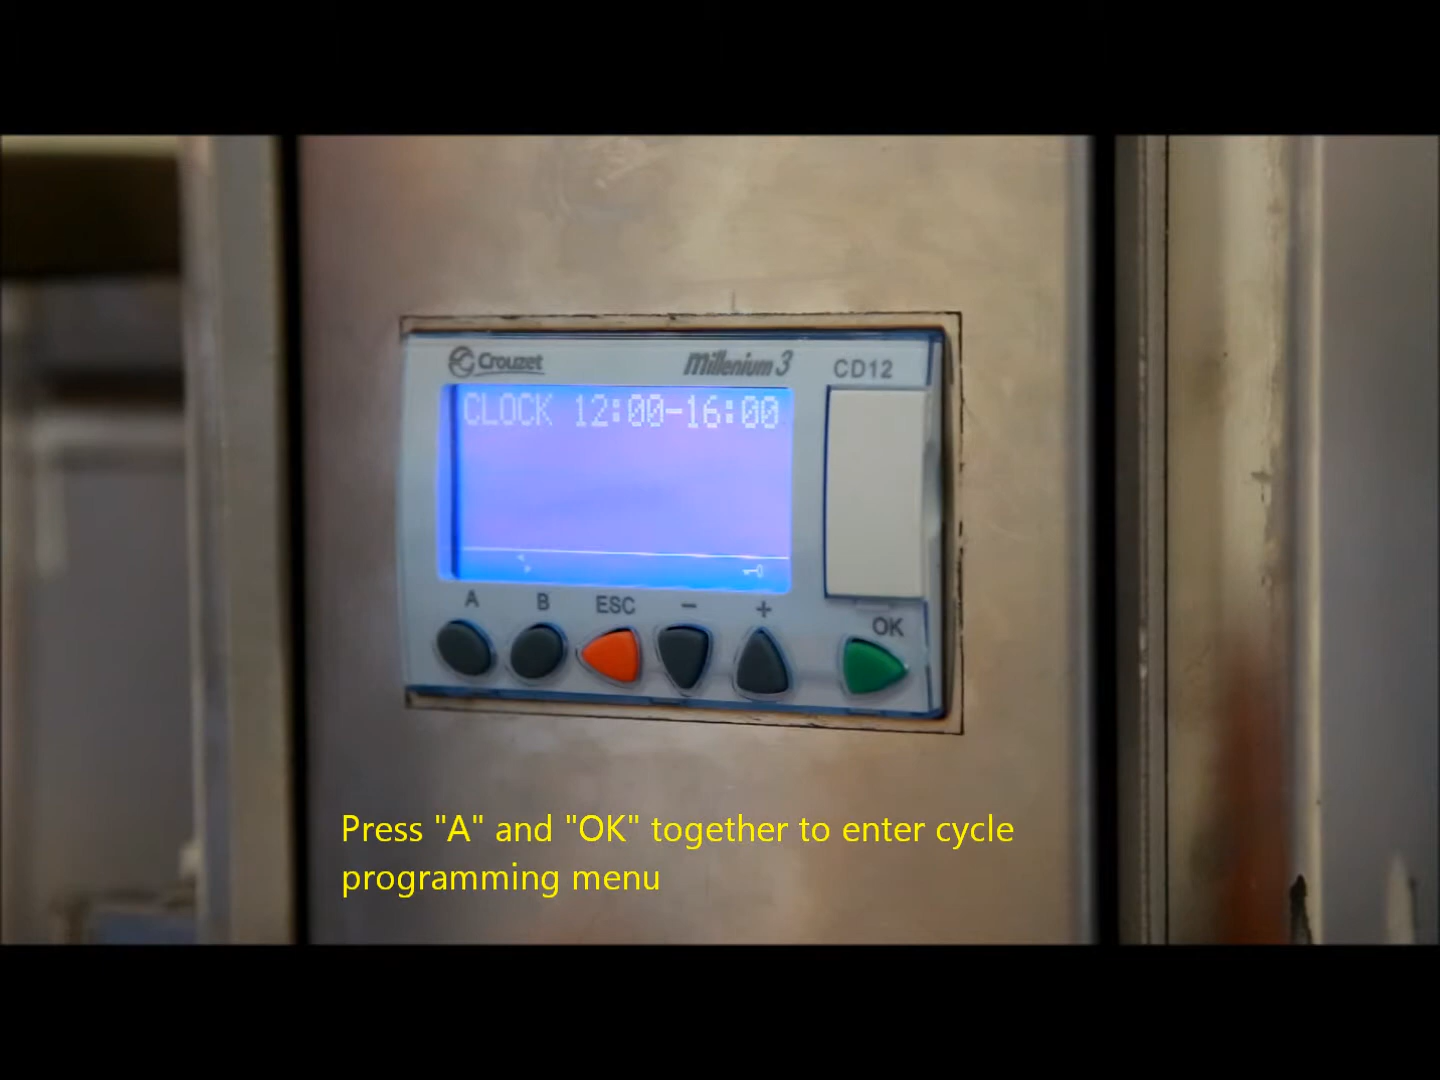 Crouzet
Millenium 3
CD12
CLOCK 12:00-16:00
A B ESC - +
OK
Press "A" and "OK" together to enter cycle
programming menu